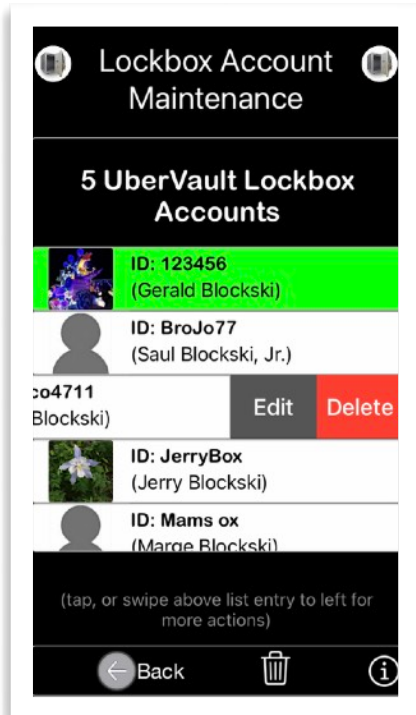 Lockbox Account
Maintenance
5 UberVault Lockbox
Accounts
ID: 123456
(Gerald Blockski)
ID: BroJo77
(Saul Blockski, Jr.)
co4711
Blockski)
Edit
Delete
ID: JerryBox
(Jerry Blockski)
ID: Mams ox
(Marge Blockski)
(tap, or swipe above list entry to left for
more actions)
Back